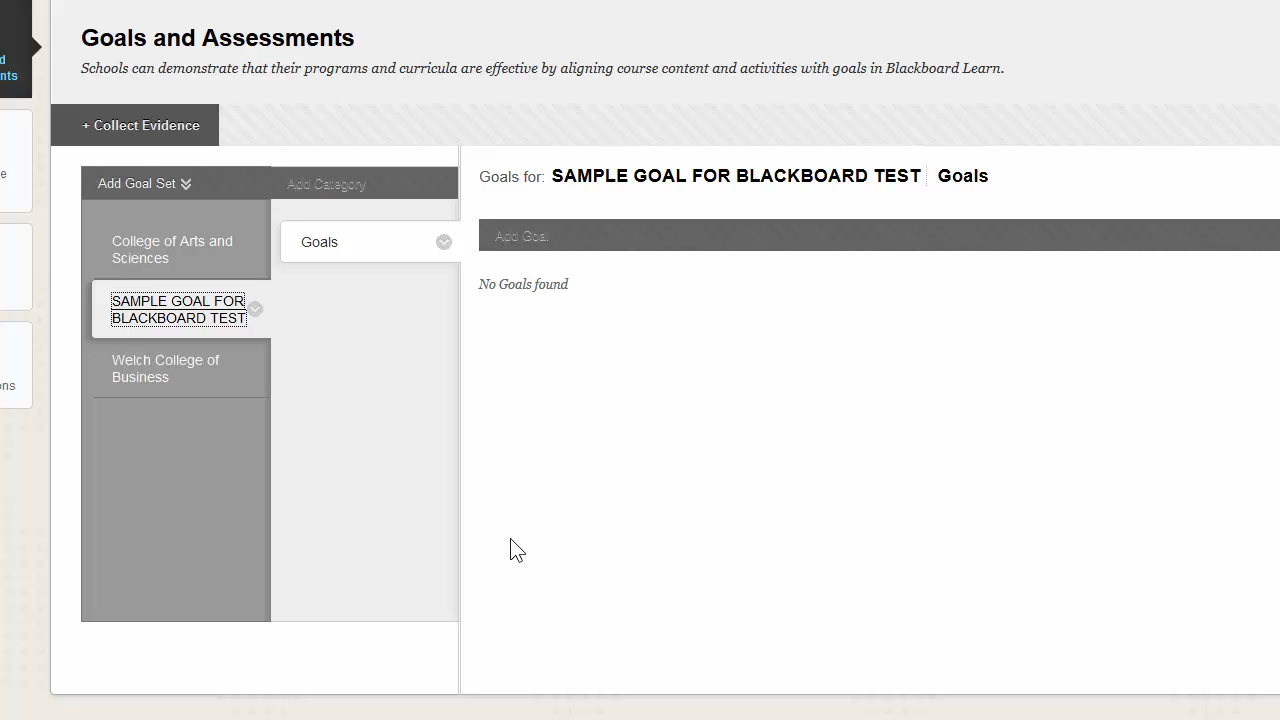 Goals and Assessments
Schools can demonstrate that their programs and curricula are effective by aligning course content and activities with goals in Blackboard Learn.
+ Collect Evidence
Add Goal Set
Add Category
College of Arts and
Sciences
SAMPLE GOAL FOR
BLACKBOARD TEST
Welch College of
Business
Goals
Goals for: SAMPLE GOAL FOR BLACKBOARD TEST Goals
Add Goal
No Goals found